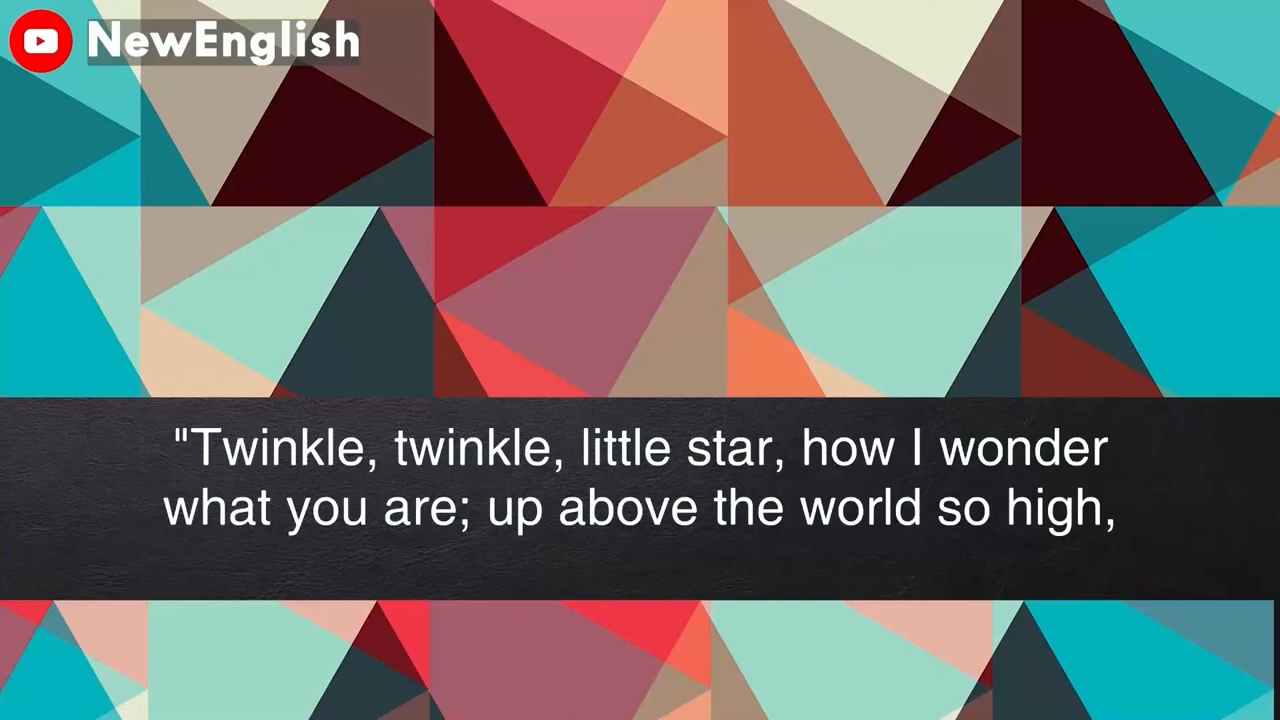 NewEnglish
"Twinkle, twinkle, little star, how I wonder
what you are; up above the world so high,